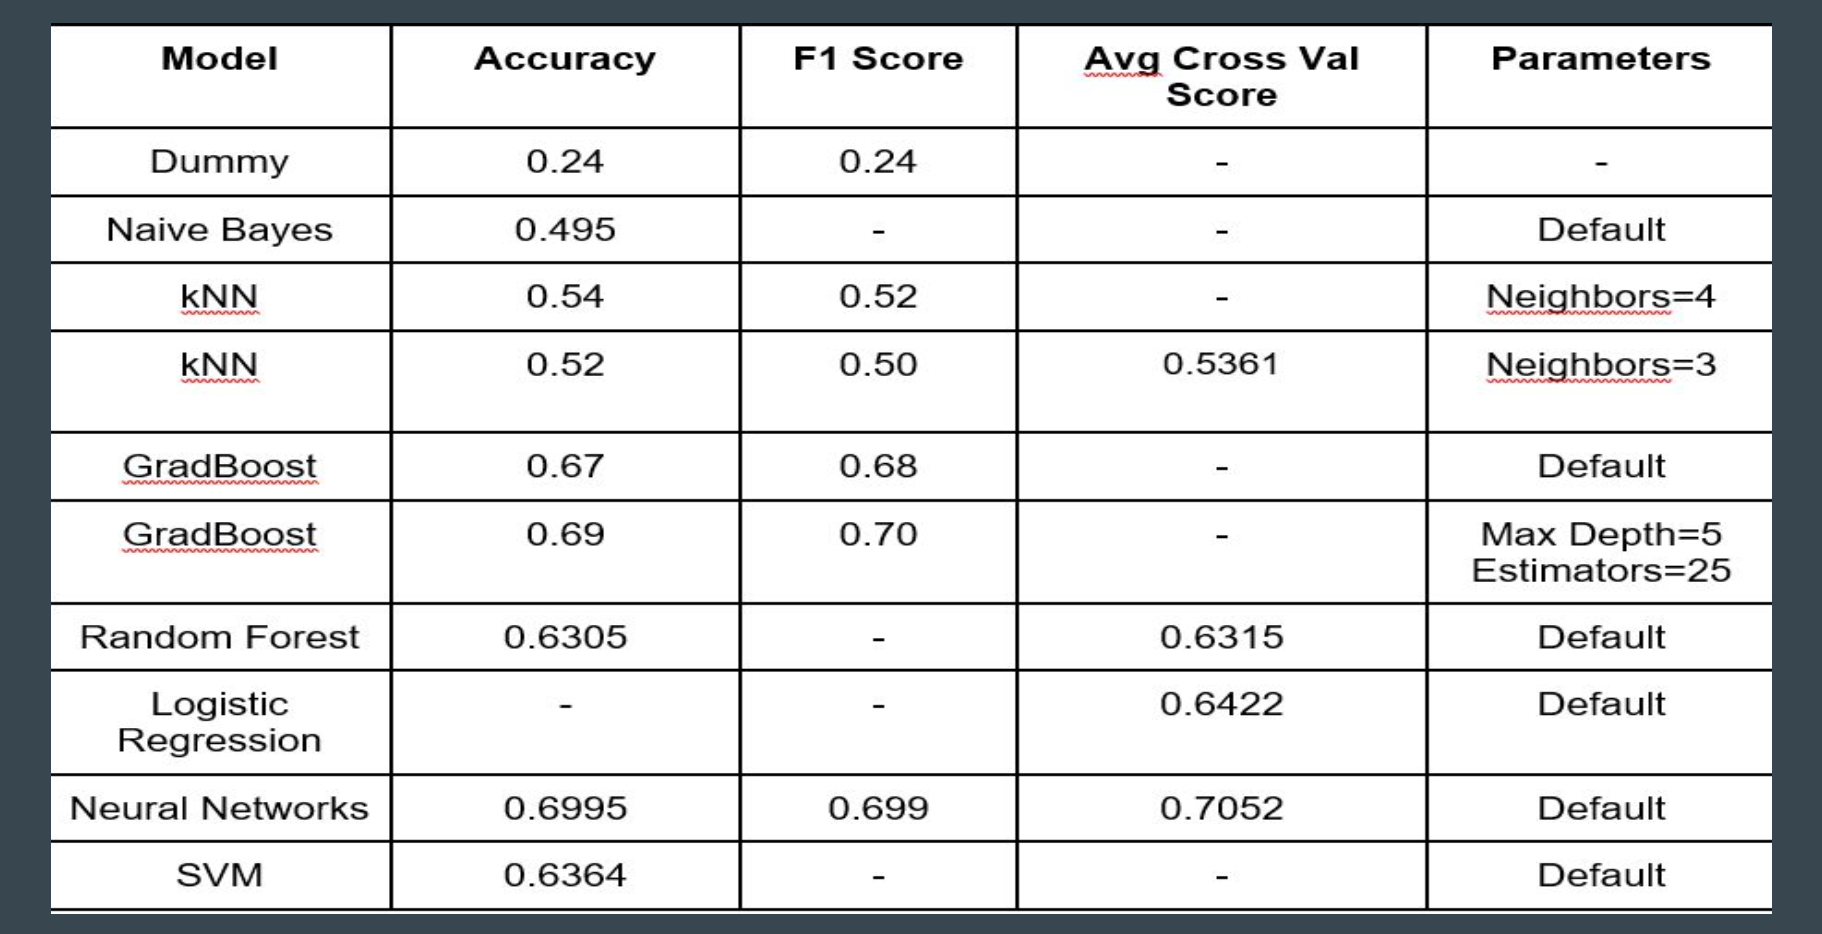 Model Accuracy F1 Score Avg Cross Val Score Parameters
Dummy 0.24 0.24 - -
Naive Bayes 0.495 - - Default
kNN 0.54 0.52 - Neighbors=4
kNN 0.52 0.50 0.5361 Neighbors=3
GradBoost 0.67 0.68 - Default
GradBoost 0.69 0.70 - Max Depth=5 Estimators=25
Random Forest 0.6305 - 0.6315 Default
Logistic Regression - - 0.6422 Default
Neural Networks 0.6995 0.699 0.7052 Default
SVM 0.6364 - - Default